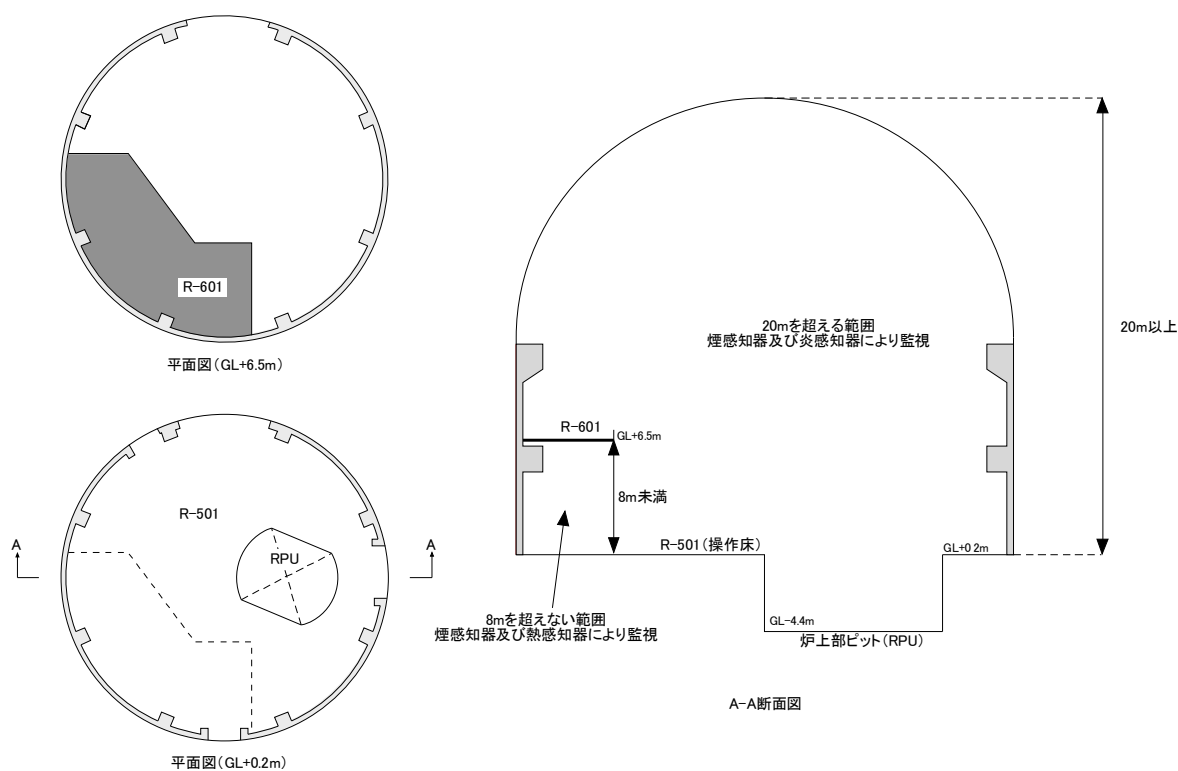 R-601
平面図(GL+6.5m)
R-501
RPU
A
A
平面図(GL+0.2m)
20mを超える範囲
煙感知器及び炎感知器により監視
20m以上
R-601
GL+6.5m
8m未満
R-501(操作床)
GL+0 2m
8mを超えない範囲
煙感知器及び熱感知器により監視
GL-4.4m
炉上部ピット(RPU)
A-A断面図